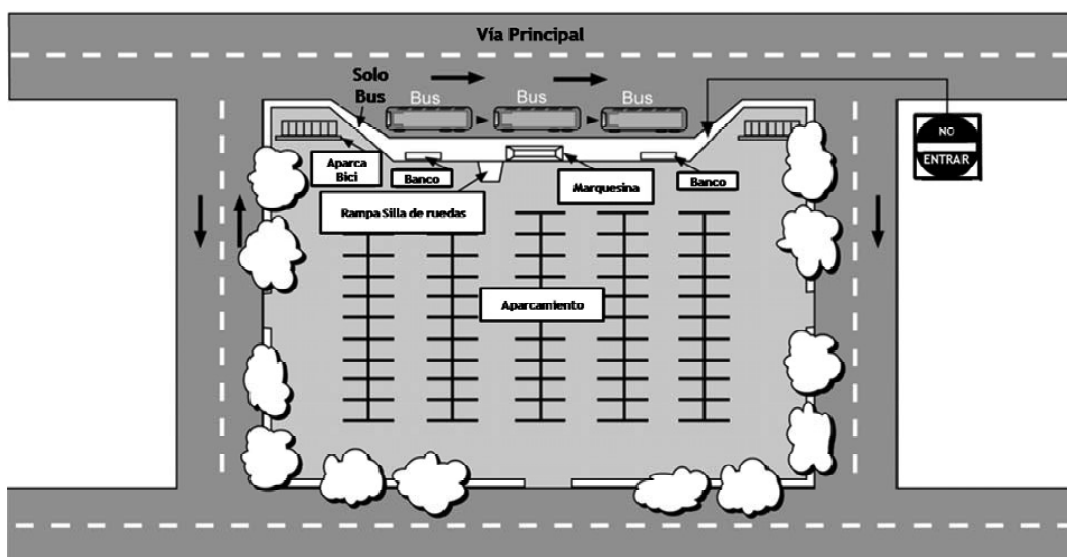 Vía Principal
Solo
Bus
Bus
Bus
Bus
NO
ENTRAR
Aparca
Bici
Banco
Rampa Silla de ruedas
Marquesina
Banco
Aparcamiento